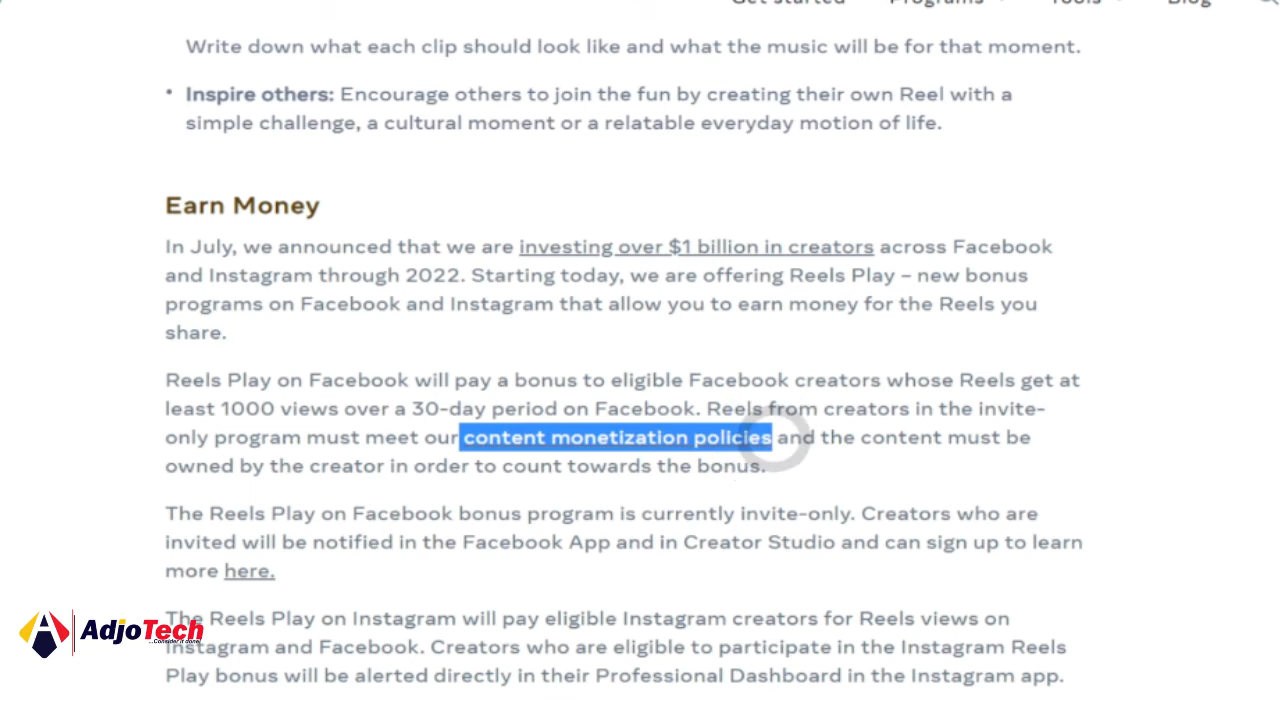 Get started Programs Tools Blog
Write down what each clip should look like and what the music will be for that moment.
• Inspire others: Encourage others to join the fun by creating their own Reel with a
simple challenge, a cultural moment or a relatable everyday motion of life.
Earn Money
In July, we announced that we are investing over $1 billion in creators across Facebook
and Instagram through 2022. Starting today, we are offering Reels Play – new bonus
programs on Facebook and Instagram that allow you to earn money for the Reels you
share.
Reels Play on Facebook will pay a bonus to eligible Facebook creators whose Reels get at
least 1000 views over a 30-day period on Facebook. Reels from creators in the invite-
only program must meet our content monetization policies and the content must be
owned by the creator in order to count towards the bonus.
The Reels Play on Facebook bonus program is currently invite-only. Creators who are
invited will be notified in the Facebook App and in Creator Studio and can sign up to learn
more here.
The Reels Play on Instagram will pay eligible Instagram creators for Reels views on
Instagram and Facebook. Creators who are eligible to participate in the Instagram Reels
Play bonus will be alerted directly in their Professional Dashboard in the Instagram app.
AdjoTech
...Consider it done!